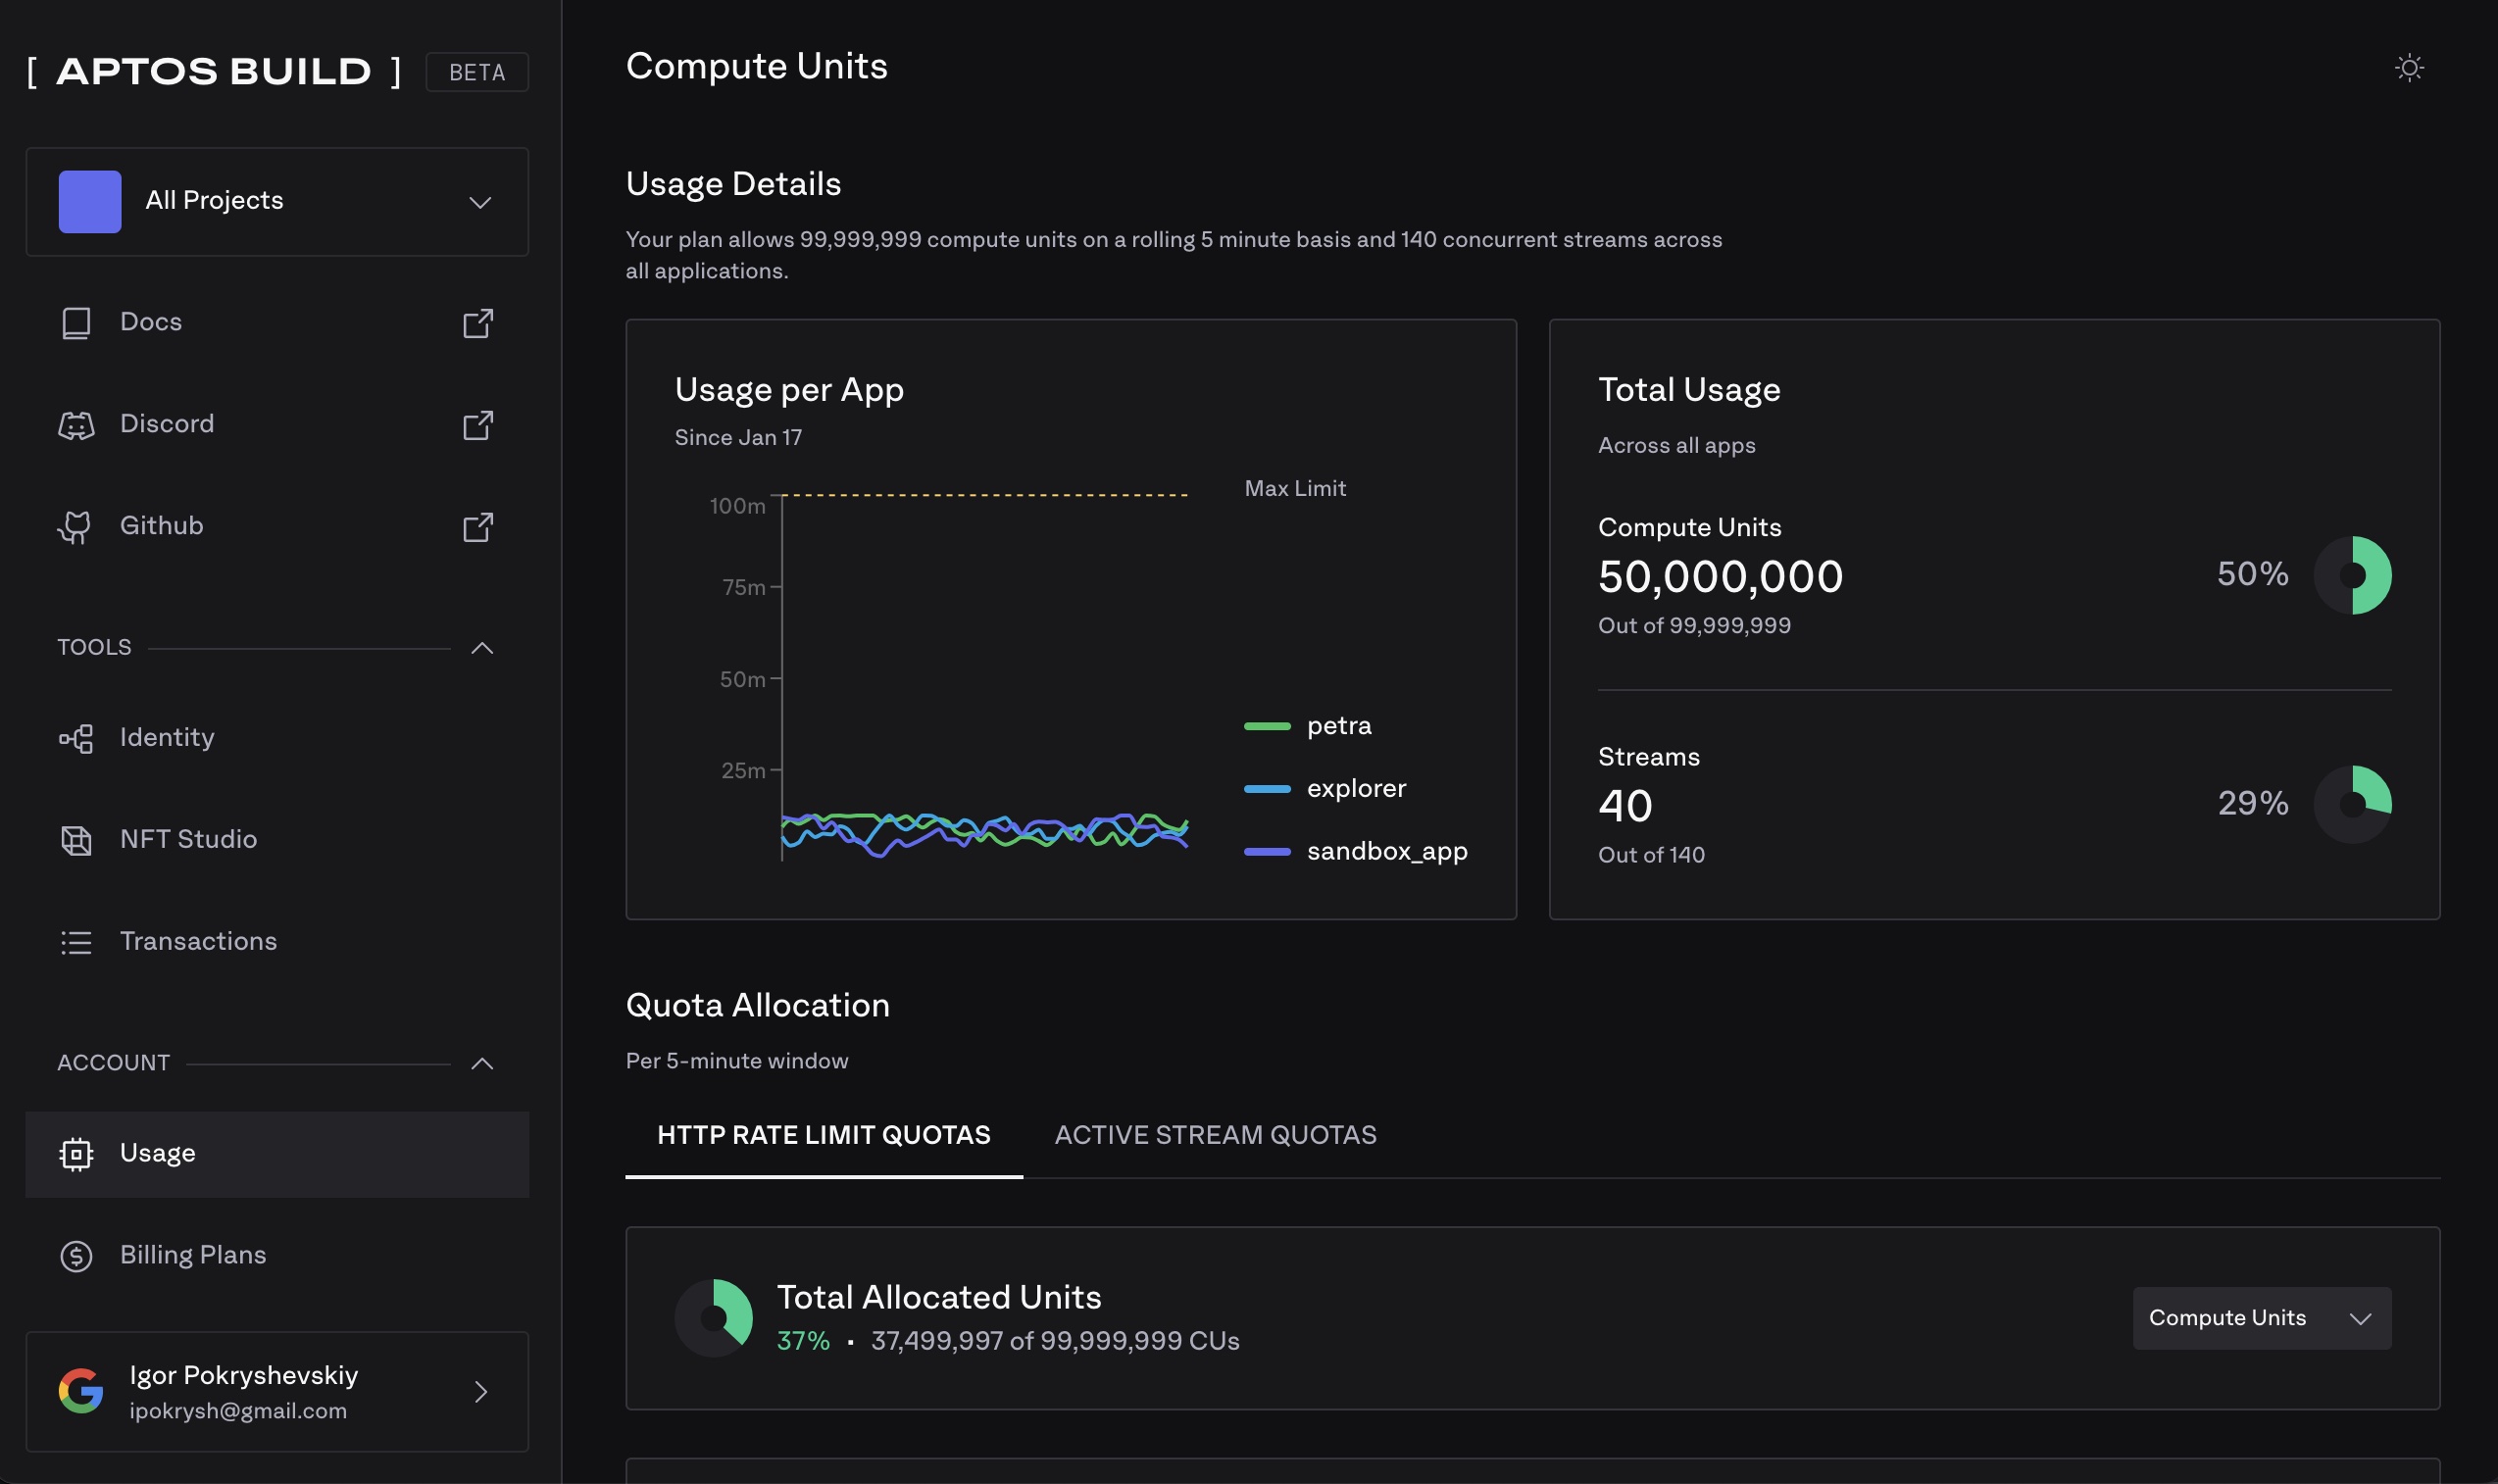 [ APTOS BUILD ] BETA
All Projects
Docs
Discord
Github
TOOLS
Identity
NFT Studio
Transactions
ACCOUNT
Usage
Billing Plans
Igor Pokryshevskiy
ipokrysh@gmail.com
Compute Units
Usage Details
Your plan allows 99,999,999 compute units on a rolling 5 minute basis and 140 concurrent streams across
all applications.
Usage per App
Since Jan 17
100m
75m
50m
25m
Max Limit
petra
explorer
sandbox_app
Total Usage
Across all apps
Compute Units
50,000,000
Out of 99,999,999
50%
Streams
40
Out of 140
29%
Quota Allocation
Per 5-minute window
HTTP RATE LIMIT QUOTAS ACTIVE STREAM QUOTAS
Total Allocated Units
37% · 37,499,997 of 99,999,999 CUs
Compute Units